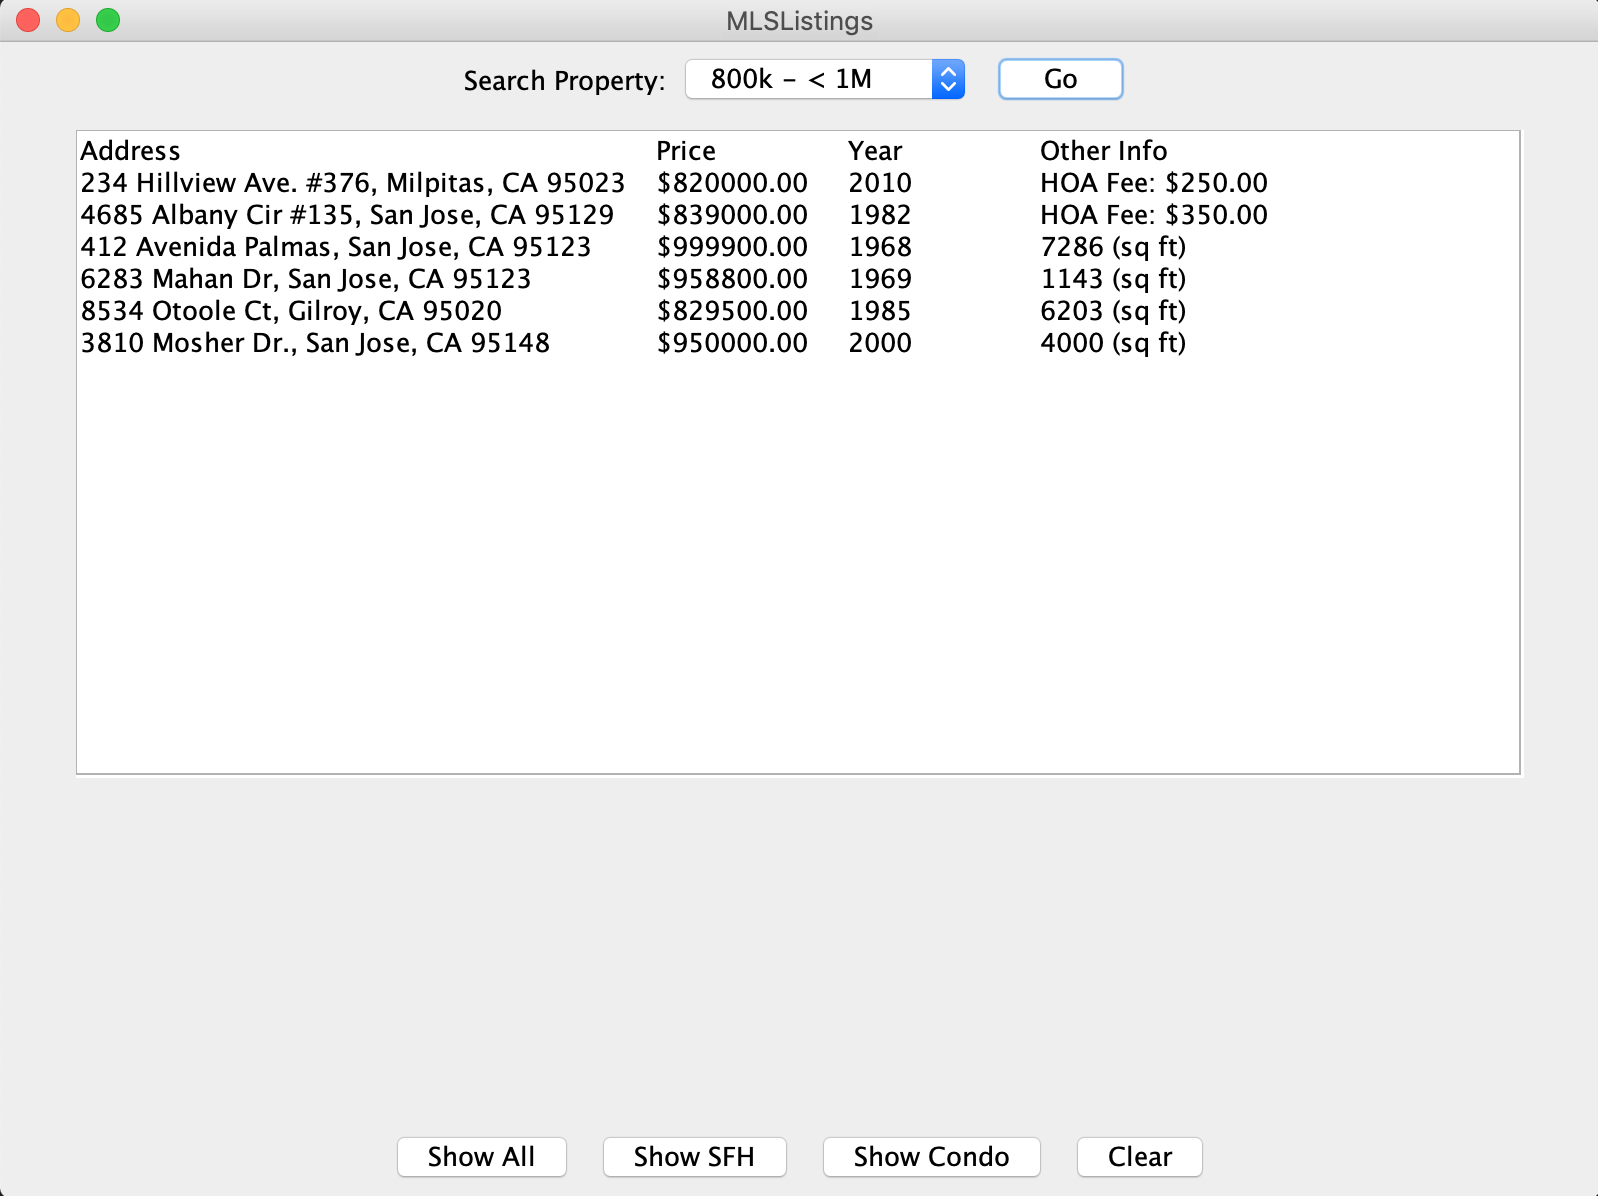 MLSListings
Search Property: 800k - < 1M Go
Address Price Year Other Info
234 Hillview Ave. #376, Milpitas, CA 95023 $820000.00 2010 HOA Fee: $250.00
4685 Albany Cir #135, San Jose, CA 95129 $839000.00 1982 HOA Fee: $350.00
412 Avenida Palmas, San Jose, CA 95123 $999900.00 1968 7286 (sq ft)
6283 Mahan Dr, San Jose, CA 95123 $958800.00 1969 1143 (sq ft)
8534 Otoole Ct, Gilroy, CA 95020 $829500.00 1985 6203 (sq ft)
3810 Mosher Dr., San Jose, CA 95148 $950000.00 2000 4000 (sq ft)
Show All Show SFH Show Condo Clear